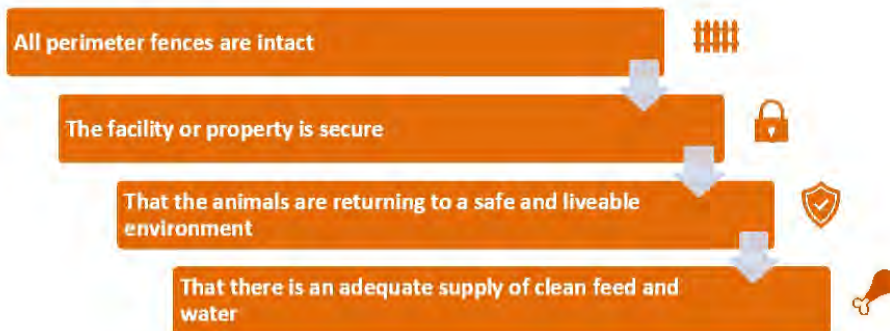 All perimeter fences are intact
The facility or property is secure
That the animals are returning to a safe and liveable
environment
That there is an adequate supply of clean feed and
water